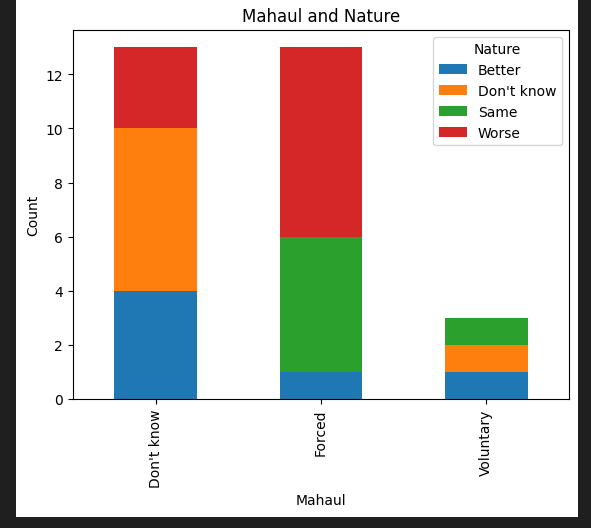 Mahaul and Nature
Nature
Better
Don't know
Same
Worse
12
10
8
6
4
2
0
Count
Don't know
Forced
Voluntary
Mahaul